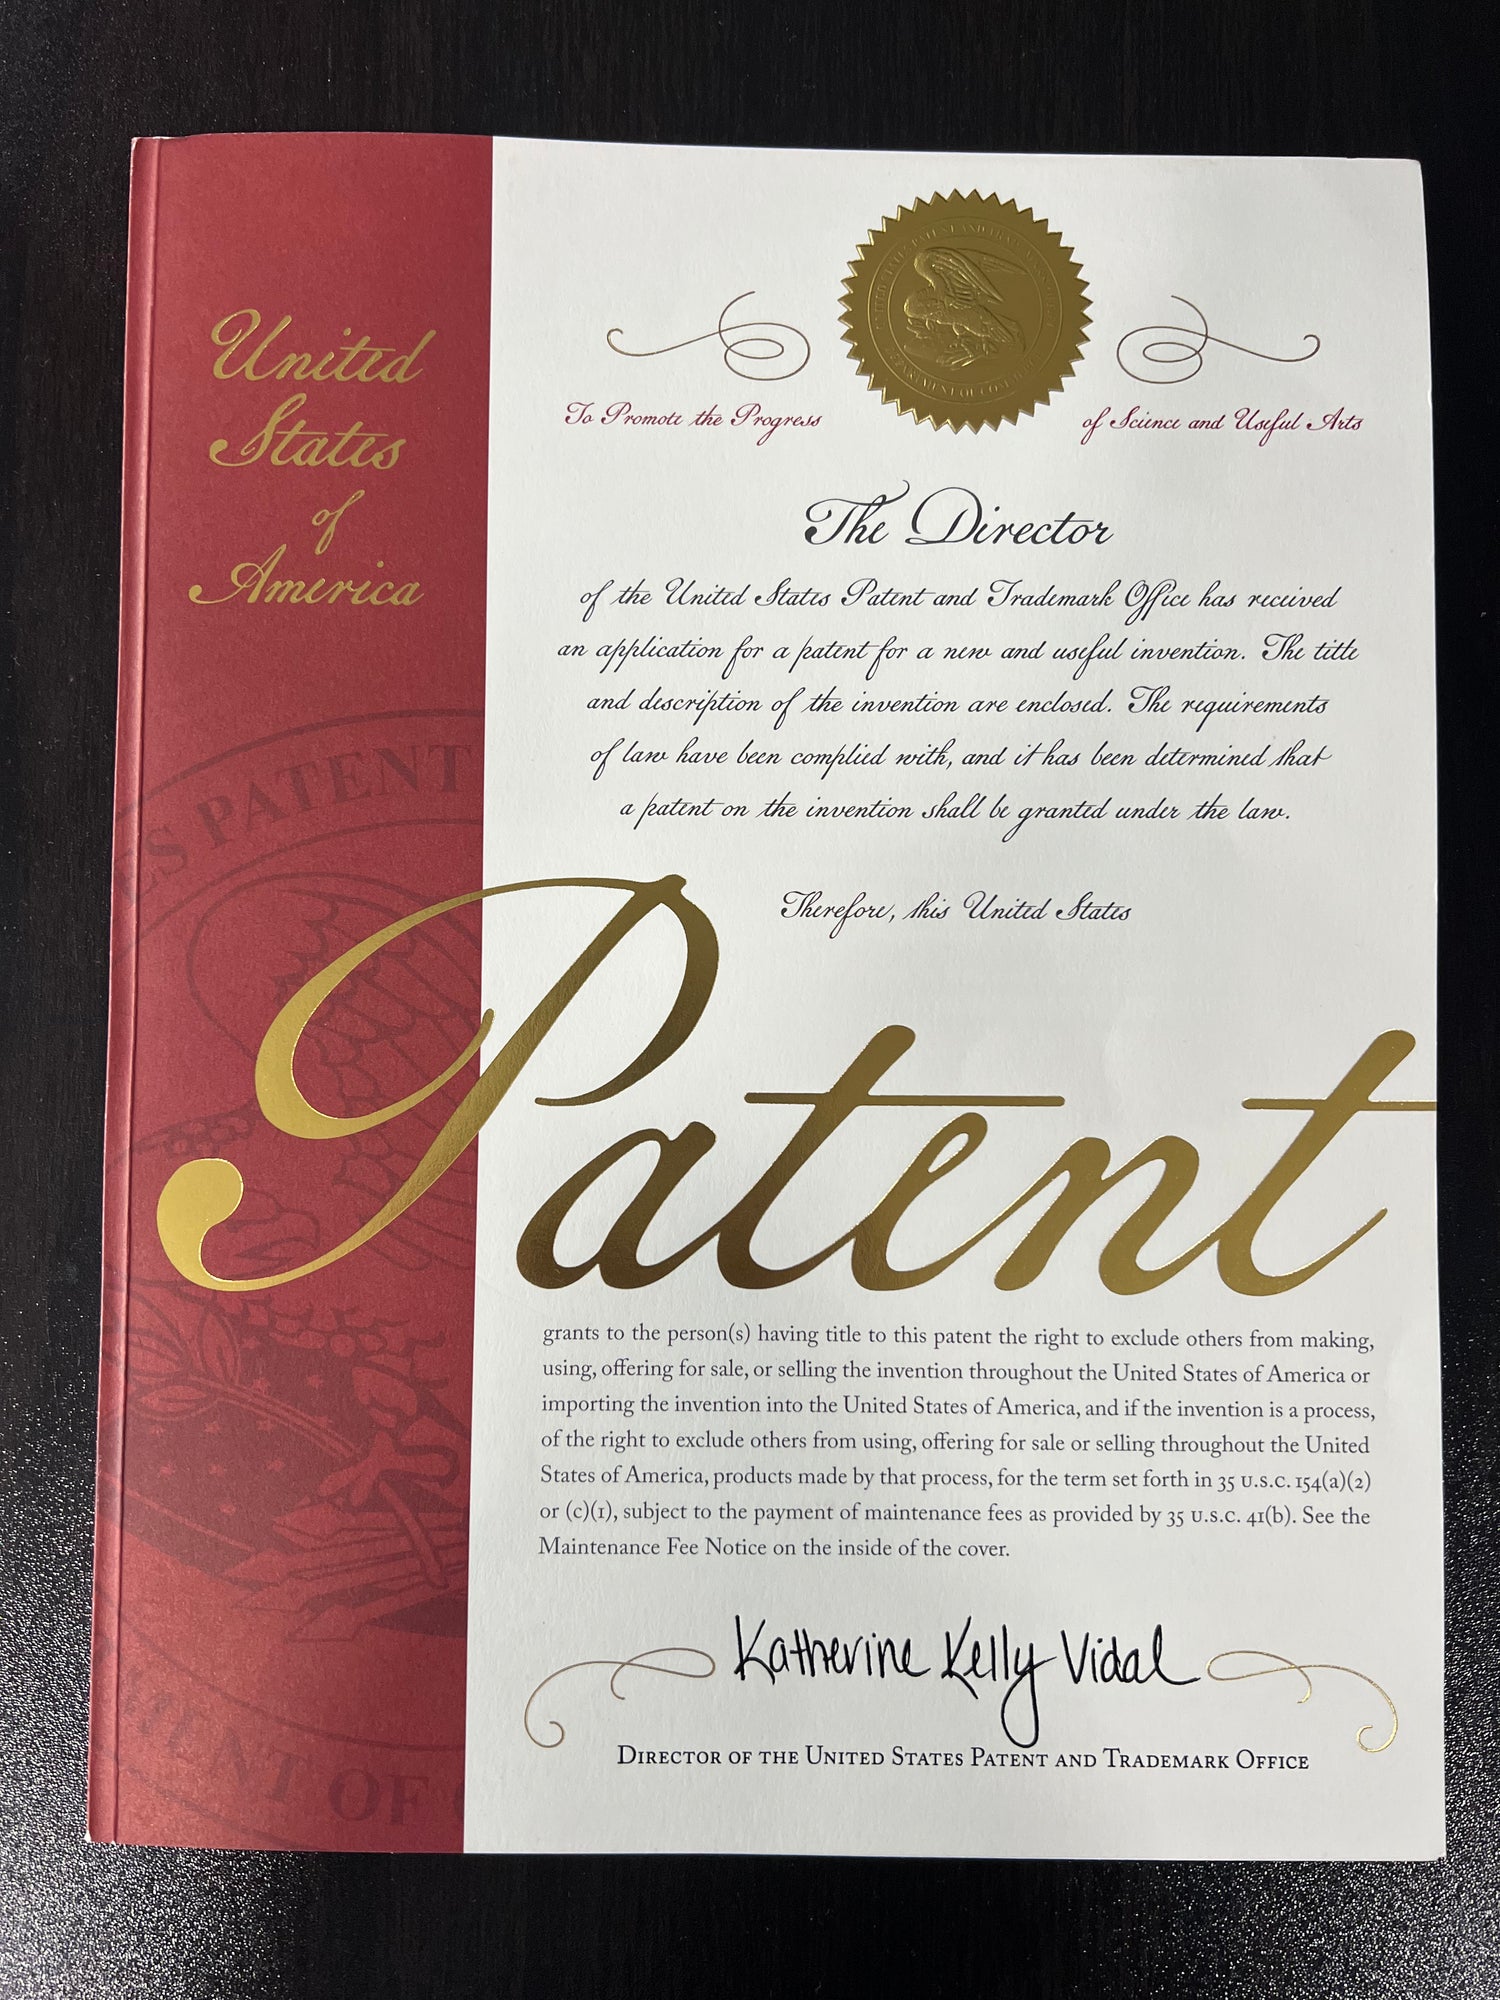 United
States
of
America
To Promote the Progress
of Science and Useful Arts
The Director
of the United States Patent and Trademark Office has received
an application for a patent for a new and useful invention. The title
and description of the invention are enclosed. The requirements
of law have been complied with, and it has been determined that
a patent on the invention shall be granted under the law.
Therefore, this United States
Patent
grants to the person(s) having title to this patent the right to exclude others from making,
using, offering for sale, or selling the invention throughout the United States of America or
importing the invention into the United States of America, and if the invention is a process,
of the right to exclude others from using, offering for sale or selling throughout the United
States of America, products made by that process, for the term set forth in 35 U.S.C. 154(a)(2)
or (c)(1), subject to the payment of maintenance fees as provided by 35 U.S.C. 41(b). See the
Maintenance Fee Notice on the inside of the cover.
Katherine Kelly Vidal
DIRECTOR OF THE UNITED STATES PATENT AND TRADEMARK OFFICE
ES PATENT
MENT OF